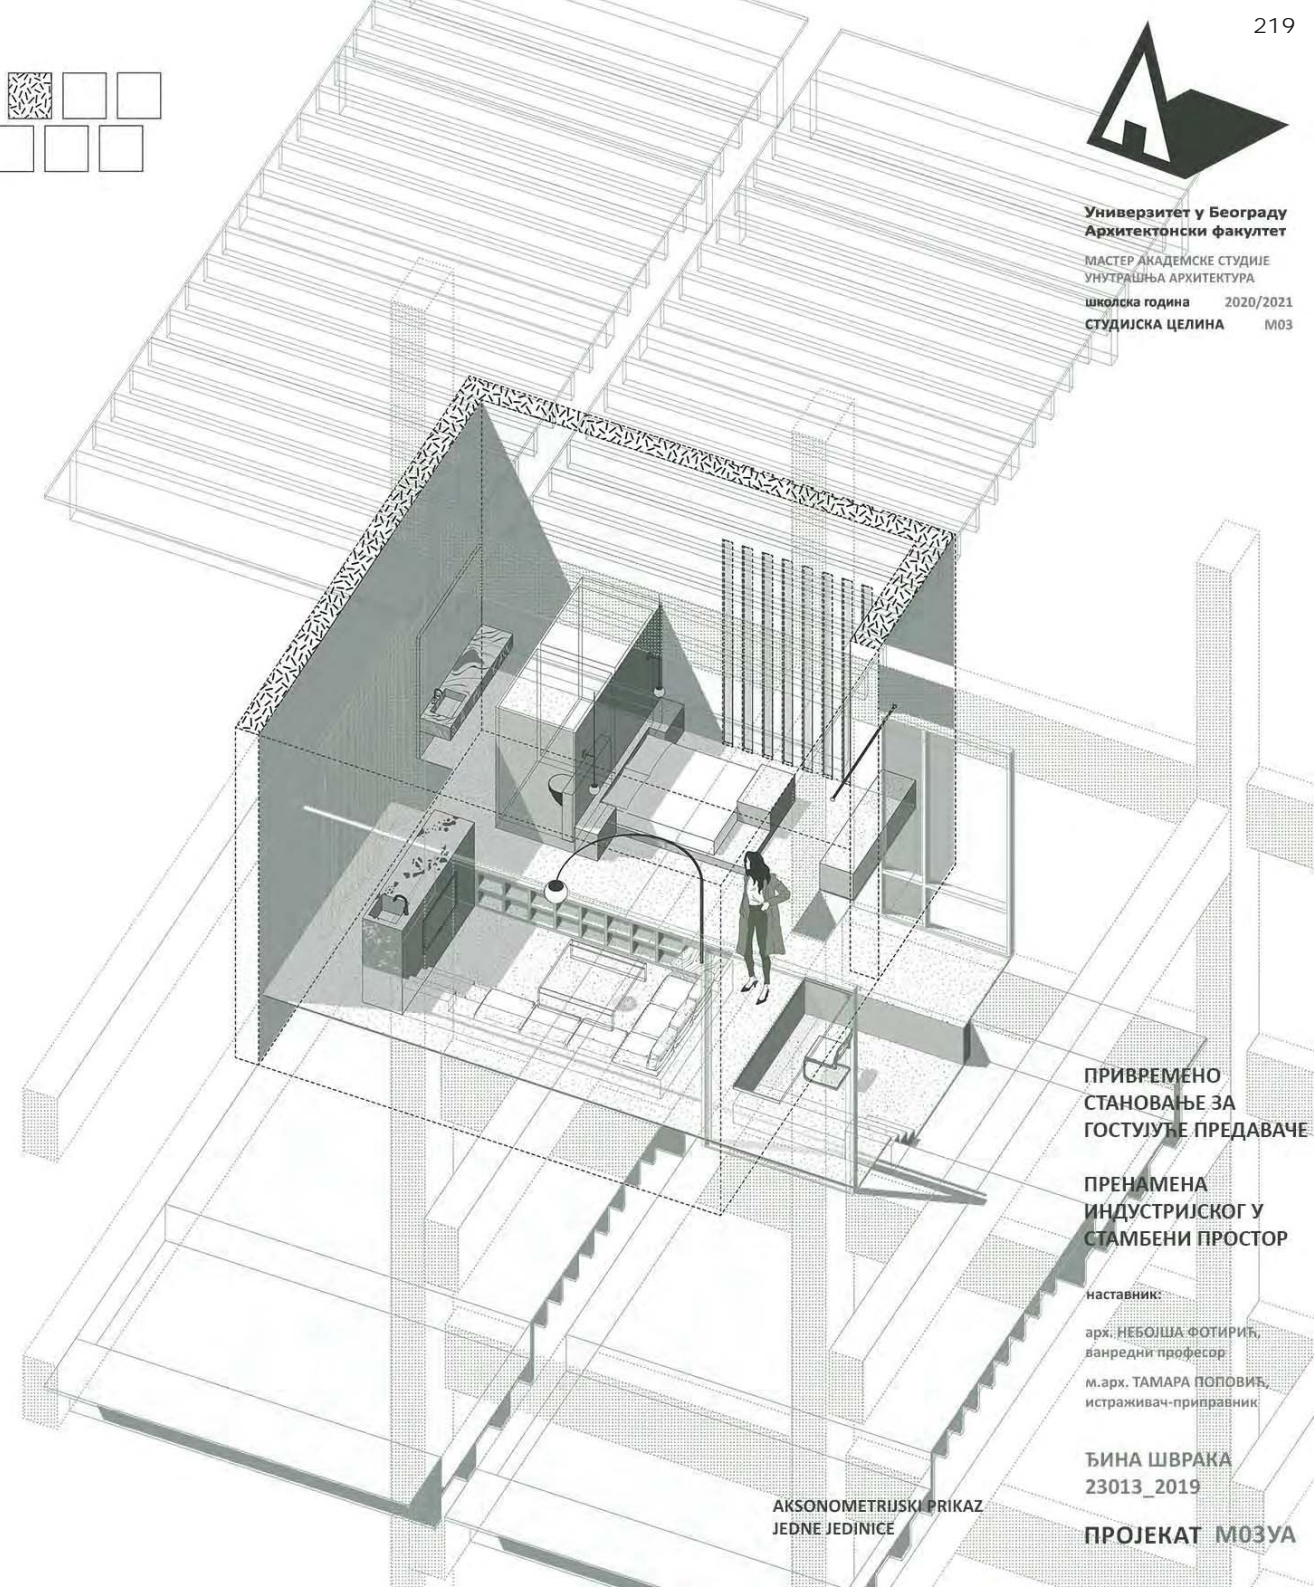 219
Универзитет у Београду
Архитектонски факултет
МАСТЕР АКАДЕМСКЕ СТУДИЈЕ
УНУТРАШЊА АРХИТЕКТУРА
школска година 2020/2021
СТУДИЈСКА ЦЕЛИНА М03
ПРИВРЕМЕНО
СТАНОВАЊЕ ЗА
ГОСТУЈУЋЕ ПРЕДАВАЧЕ
ПРЕНАМЕНА
ИНДУСТРИЈСКОГ У
СТАМБЕНИ ПРОСТОР
наставник:
арх. НЕБОЈША ФОТИРИЋ,
ванредни професор
м.арх. ТАМАРА ПОПОВИЋ,
истраживач-приправник
ЂИНА ШВРАКА
23013_2019
AKSONOMETRIJSKI PRIKAZ
JEDNE JEDINICE
ПРОЈЕКАТ М03УА